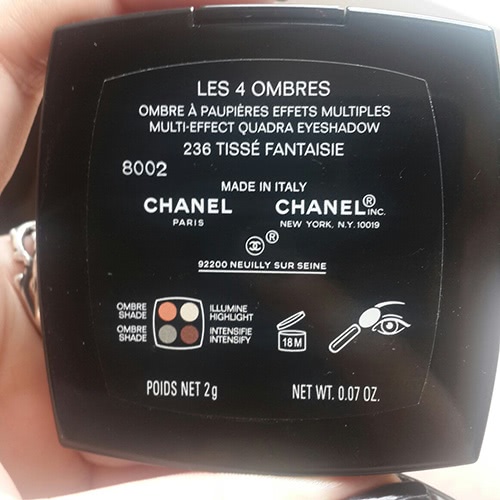 LES 4 OMBRES
OMBRE À PAUPIÈRES EFFETS MULTIPLES
MULTI-EFFECT QUADRA EYESHADOW
236 TISSÉ FANTAISIE
8002
MADE IN ITALY
CHANEL CHANEL® INC.
PARIS NEW YORK, N.Y. 10019
®
92200 NEUILLY SUR SEINE
OMBRE ILLUMINE
SHADE HIGHLIGHT
OMBRE INTENSIFIE
SHADE INTENSIFY
18 M
POIDS NET 2g NET WT. 0.07 OZ.